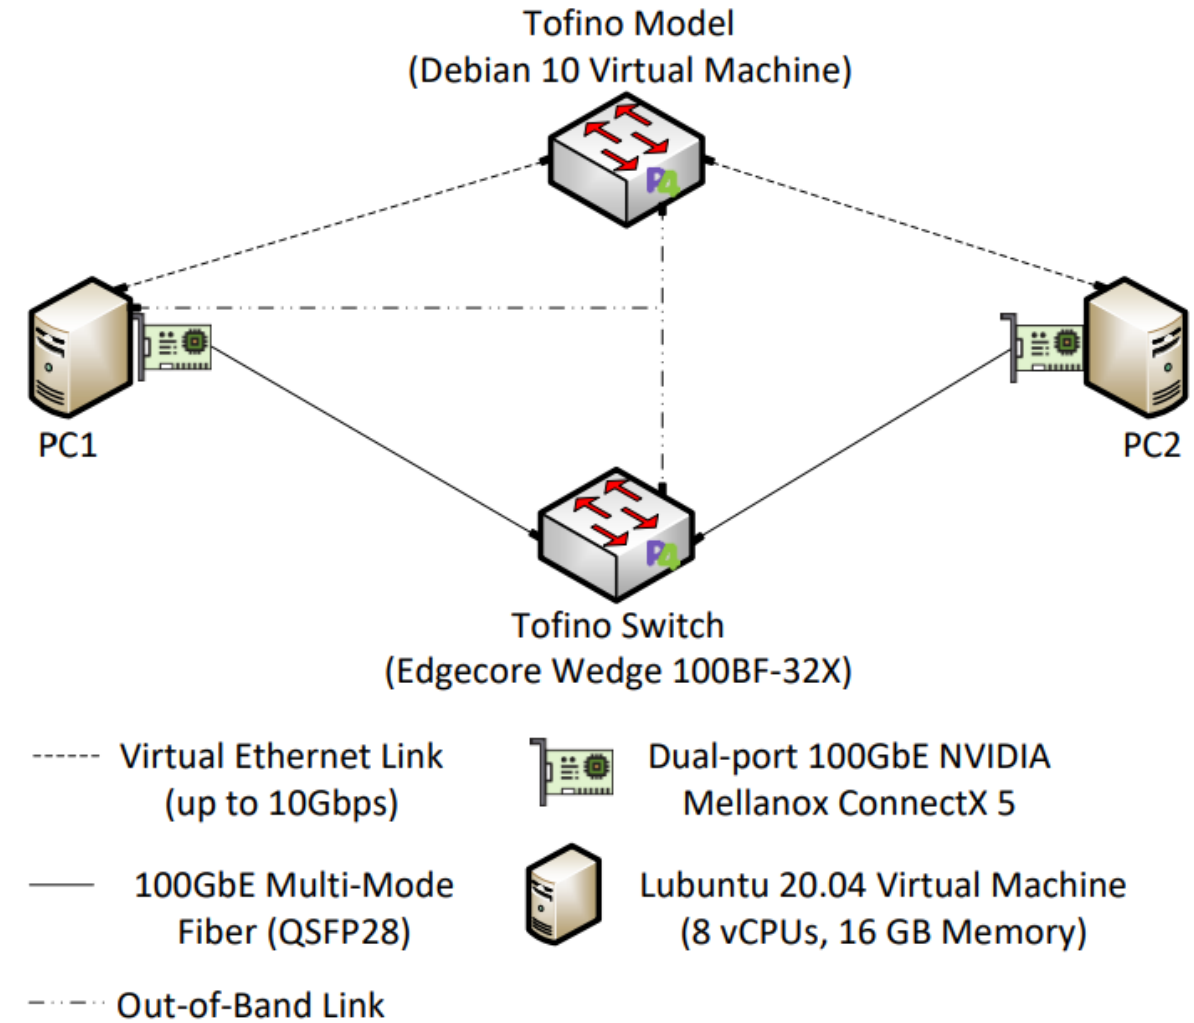 Tofino Model
(Debian 10 Virtual Machine)
P4
PC1
PC2
P4
Tofino Switch
(Edgecore Wedge 100BF-32X)
Virtual Ethernet Link
(up to 10Gbps)
Dual-port 100GbE NVIDIA
Mellanox ConnectX 5
100GbE Multi-Mode
Fiber (QSFP28)
Lubuntu 20.04 Virtual Machine
(8 vCPUs, 16 GB Memory)
Out-of-Band Link